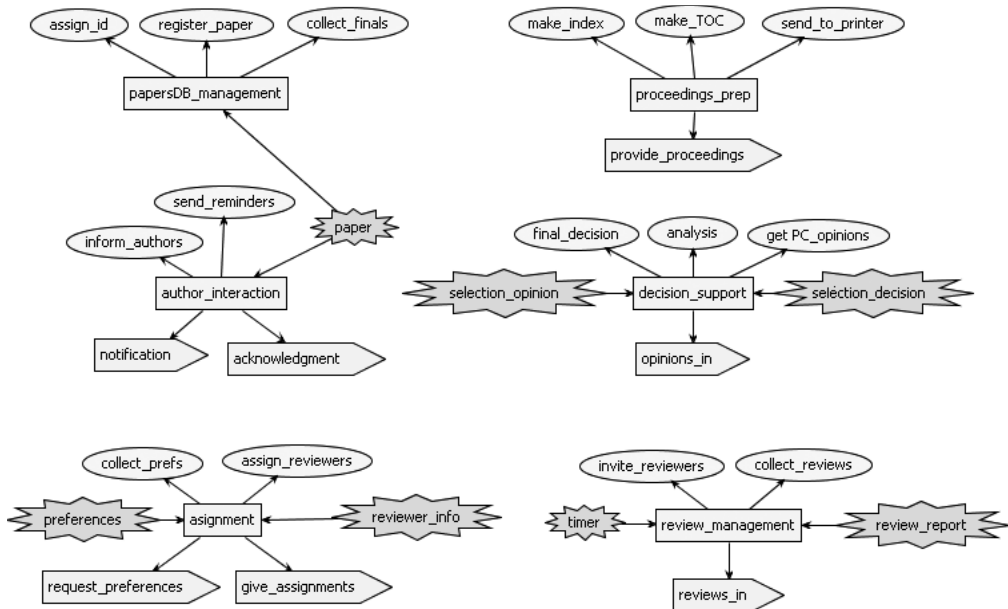 assign_id
register_paper
collect_finals
papersDB_management
make_index
make_TOC
send_to_printer
proceedings_prep
provide_proceedings
send_reminders
paper
inform_authors
author_interaction
notification
acknowledgment
final_decision
analysis
get PC_opinions
selection_opinion
decision_support
selection_decision
opinions_in
collect_prefs
assign_reviewers
preferences
asignment
reviewer_info
request_preferences
give_assignments
invite_reviewers
collect_reviews
timer
review_management
review_report
reviews_in